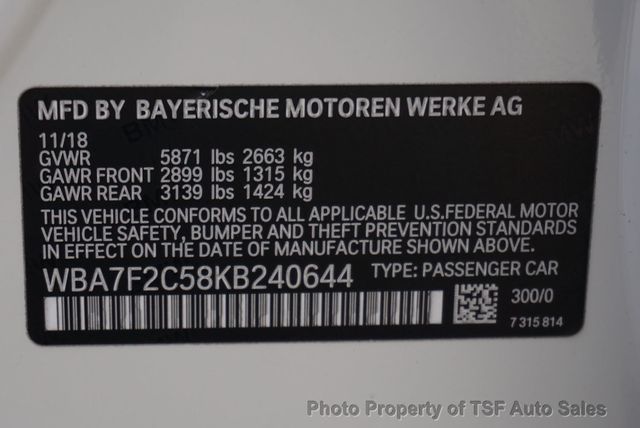 MFD BY BAYERISCHE MOTOREN WERKE AG
11/18
GVWR 5871 lbs 2663 kg
GAWR FRONT 2899 lbs 1315 kg
GAWR REAR 3139 lbs 1424 kg
THIS VEHICLE CONFORMS TO ALL APPLICABLE U.S.FEDERAL MOTOR
VEHICLE SAFETY, BUMPER AND THEFT PREVENTION STANDARDS
IN EFFECT ON THE DATE OF MANUFACTURE SHOWN ABOVE.
WBA7F2C58KB240644 TYPE: PASSENGER CAR
300/0
7 315 814
Photo Property of TSF Auto Sales